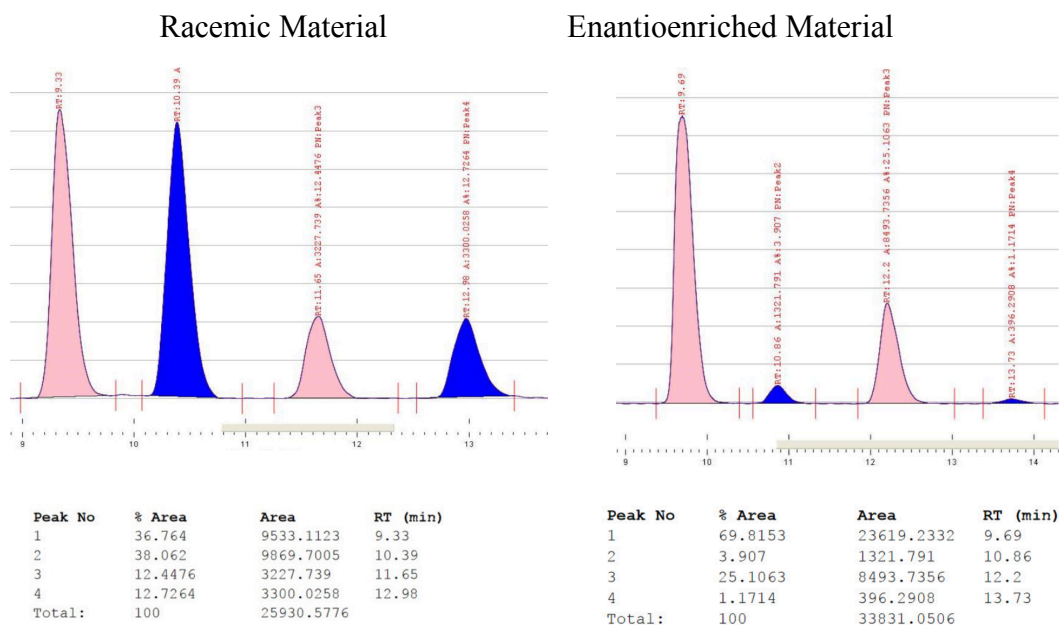 Racemic Material
Enantioenriched Material
RT:9.33
RT:10.39 A
RT:11.65 A:3227.739 A%:12.4476 PN:Peak3
RT:12.98 A:3300.0258 A%:12.7264 PN:Peak4
9 10 11 12 13
RT:9.69
RT:10.86 A:1321.791 A%:3.907 PN:Peak2
RT:12.2 A:8493.7356 A%:25.1063 PN:Peak3
RT:13.73 A:396.2908 A%:1.1714 PN:Peak4
9 10 11 12 13 14
Peak No % Area Area RT (min)
1 36.764 9533.1123 9.33
2 38.062 9869.7005 10.39
3 12.4476 3227.739 11.65
4 12.7264 3300.0258 12.98
Total: 100 25930.5776
Peak No % Area Area RT (min)
1 69.8153 23619.2332 9.69
2 3.907 1321.791 10.86
3 25.1063 8493.7356 12.2
4 1.1714 396.2908 13.73
Total: 100 33831.0506